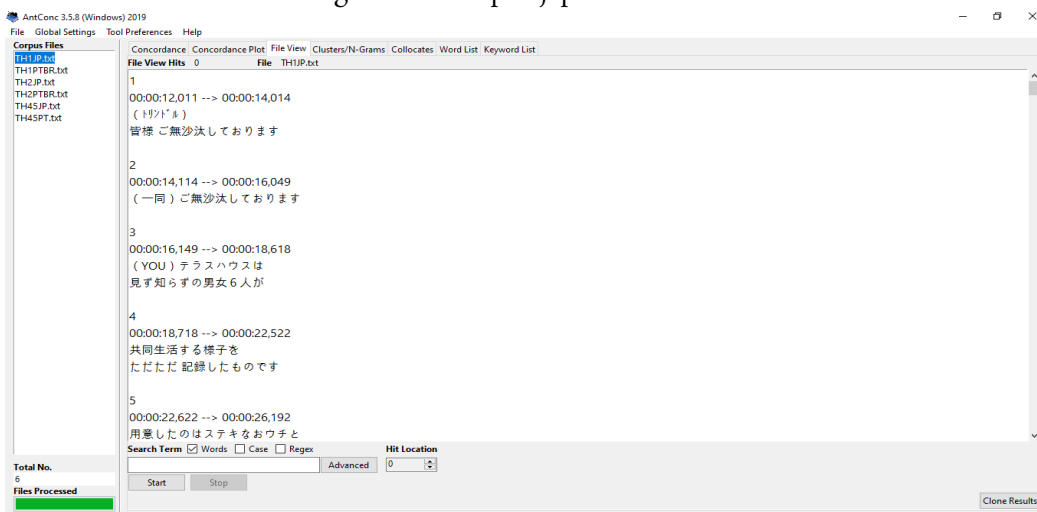 AntConc 3.5.8 (Windows) 2019
File Global Settings Tool Preferences Help
Corpus Files
TH1JP.txt
TH1PTBR.txt
TH2JP.txt
TH2PTBR.txt
TH45JP.txt
TH45PT.txt
Concordance Concordance Plot File View Clusters/N-Grams Collocates Word List Keyword List
File View Hits 0 File TH1JP.txt
1
00:00:12,011 --> 00:00:14,014
(ﾄﾘﾝﾄﾞﾙ)
皆様 ご無沙汰しております
2
00:00:14,114 --> 00:00:16,049
(一同)ご無沙汰しております
3
00:00:16,149 --> 00:00:18,618
(YOU)テラスハウスは
見ず知らずの男女６人が
4
00:00:18,718 --> 00:00:22,522
共同生活する様子を
ただただ 記録したものです
5
00:00:22,622 --> 00:00:26,192
用意したのはステキなおウチと
Search Term Words Case Regex Hit Location
Advanced 0
Start Stop
Total No.
6
Files Processed
Clone Results